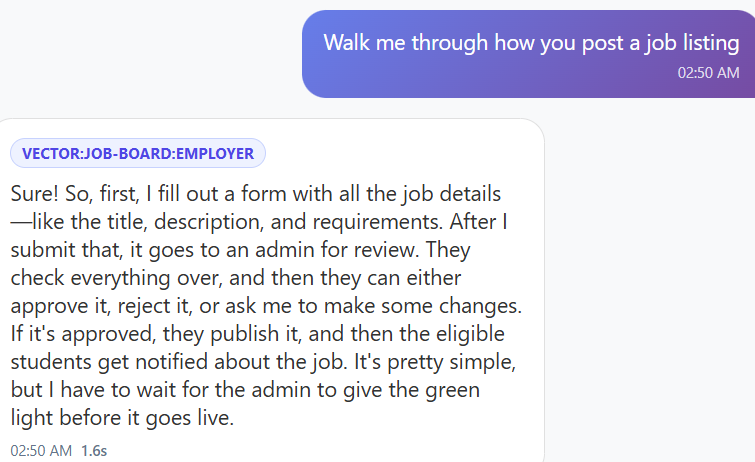 Walk me through how you post a job listing
02:50 AM
VECTOR:JOB-BOARD:EMPLOYER
Sure! So, first, I fill out a form with all the job details
—like the title, description, and requirements. After I
submit that, it goes to an admin for review. They
check everything over, and then they can either
approve it, reject it, or ask me to make some changes.
If it's approved, they publish it, and then the eligible
students get notified about the job. It's pretty simple,
but I have to wait for the admin to give the green
light before it goes live.
02:50 AM 1.6s